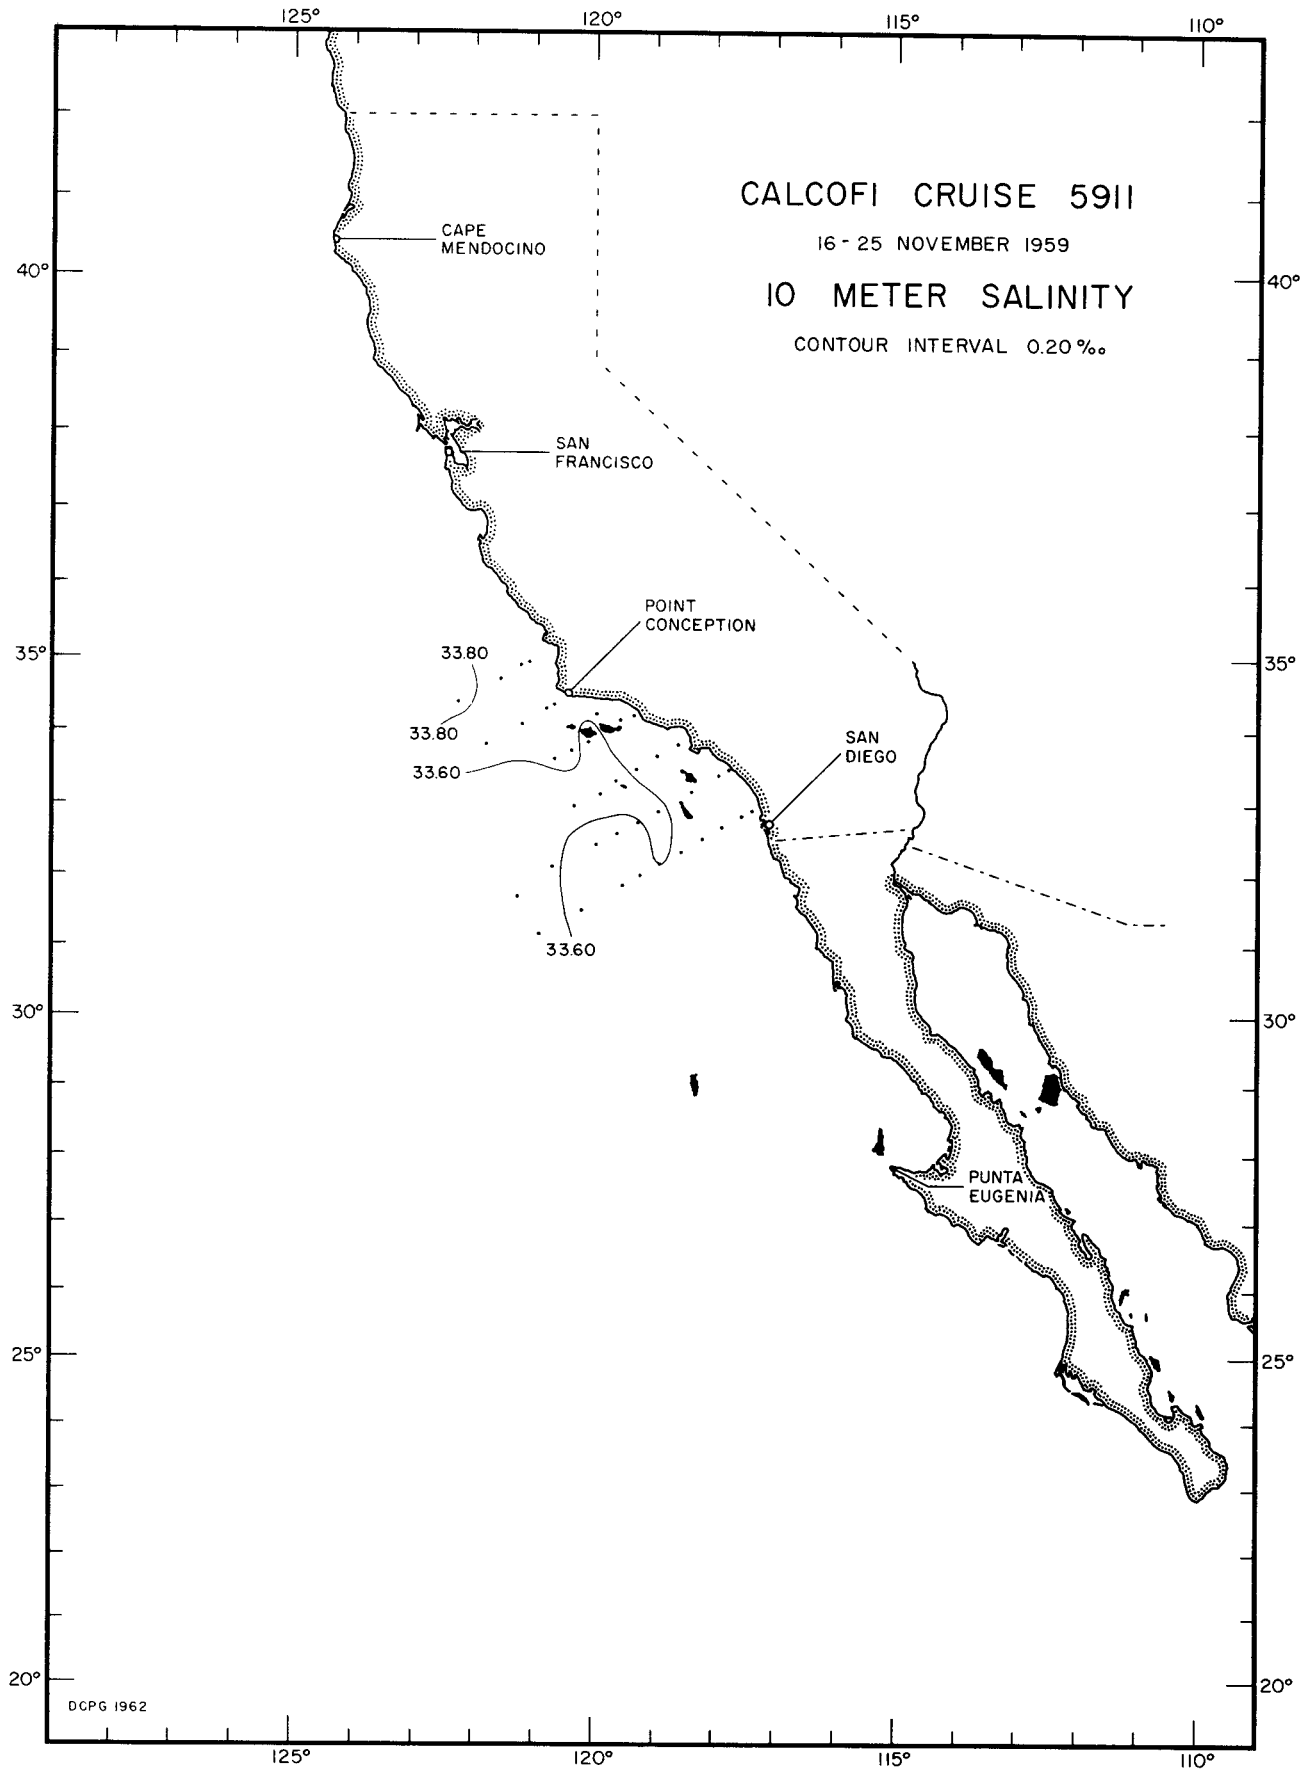 125° 120° 115° 110°
CALCOFI CRUISE 5911
16-25 NOVEMBER 1959
10 METER SALINITY
CONTOUR INTERVAL 0.20‰
CAPE
MENDOCINO
40° 40°
SAN
FRANCISCO
POINT
CONCEPTION
35° 35°
33.80
33.80
33.60
SAN
DIEGO
33.60
30° 30°
PUNTA
EUGENIA
25° 25°
20° 20°
DCPG 1962
125° 120° 115° 110°